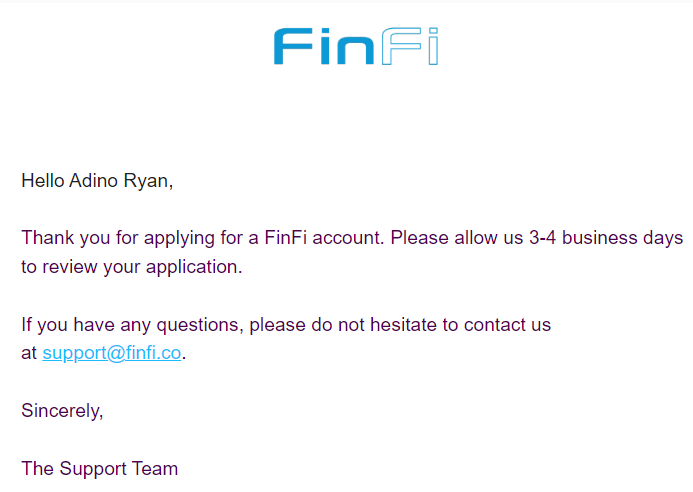 FinFi
Hello Adino Ryan,
Thank you for applying for a FinFi account. Please allow us 3-4 business days
to review your application.
If you have any questions, please do not hesitate to contact us
at support@finfi.co.
Sincerely,
The Support Team